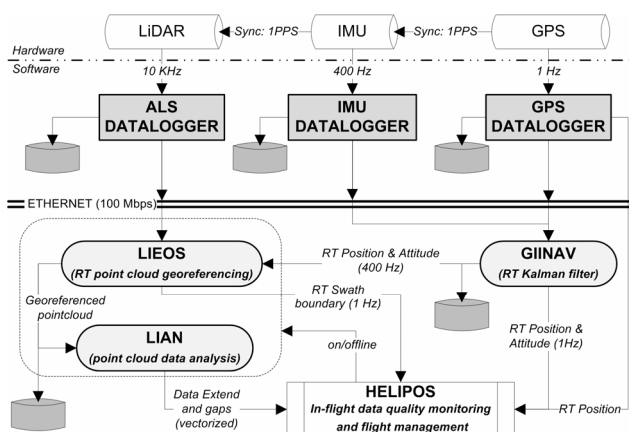 LiDAR
Sync: 1PPS
IMU
Sync: 1PPS
GPS
Hardware
Software
10 KHz
400 Hz
1 Hz
ALS
DATALOGGER
IMU
DATALOGGER
GPS
DATALOGGER
ETHERNET (100 Mbps)
LIEOS
(RT point cloud georeferencing)
RT Position & Attitude
(400 Hz)
GIINAV
(RT Kalman filter)
RT Swath
boundary (1 Hz)
Georeferenced
pointcloud
RT Position &
Attitude (1Hz)
LIAN
(point cloud data analysis)
on/offline
Data Extend
and gaps
(vectorized)
HELIPOS
In-flight data quality monitoring
and flight management
RT Position